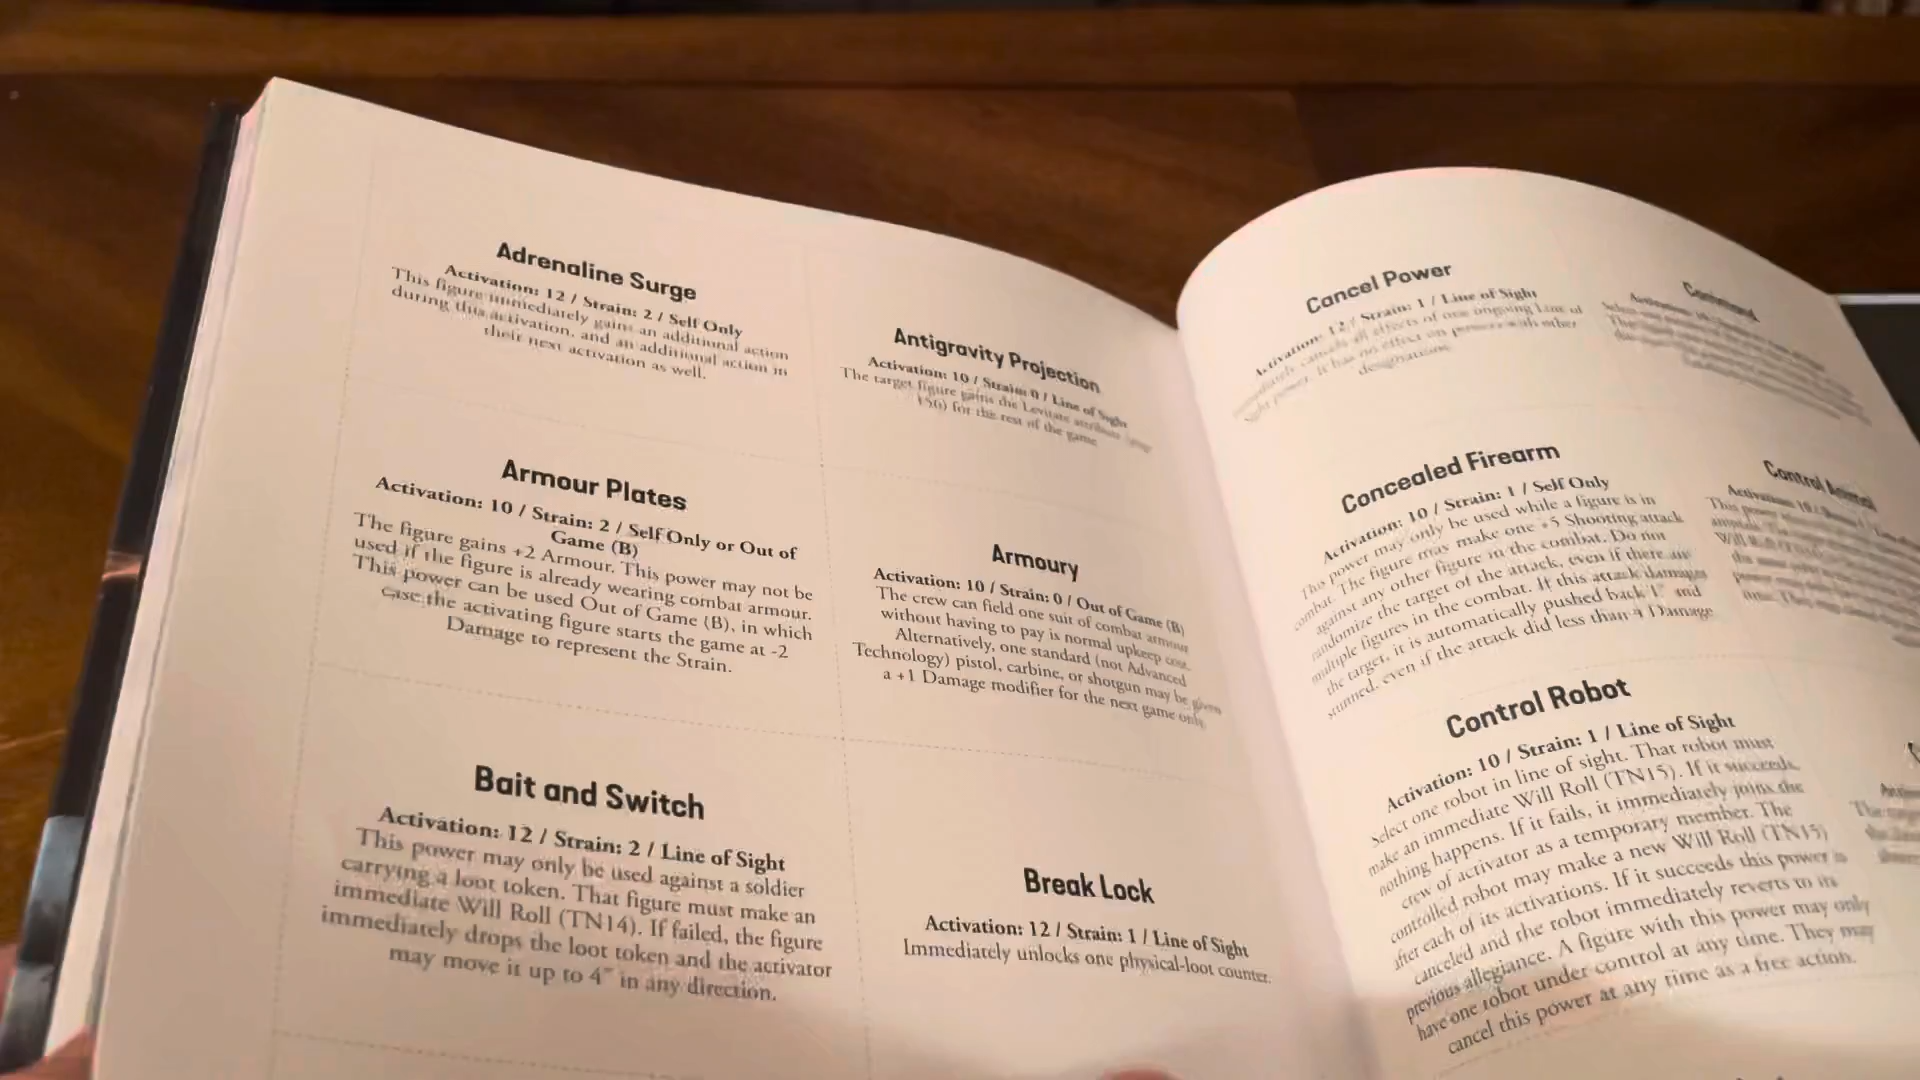 Adrenaline Surge
Activation: 12 / Strain: 2 / Self Only
This figure immediately gains an additional action
during this activation, and an additional action in
their next activation as well.
Antigravity Projection
Activation: 10 / Strain: 0 / Line of Sight
The target figure gains the Levitate attribute
156) for the rest of the game
Armour Plates
Activation: 10 / Strain: 2 / Self Only or Out of
Game (B)
The figure gains +2 Armour. This power may not be
used if the figure is already wearing combat armour.
This power can be used Out of Game (B), in which
case the activating figure starts the game at -2
Damage to represent the Strain.
Armoury
Activation: 10 / Strain: 0 / Out of Game (B)
The crew can field one suit of combat armour
without having to pay is normal upkeep cost.
Alternatively, one standard (not Advanced
Technology) pistol, carbine, or shotgun may be given
a +1 Damage modifier for the next game only.
Bait and Switch
Activation: 12 / Strain: 2 / Line of Sight
This power may only be used against a soldier
carrying a loot token. That figure must make an
immediate Will Roll (TN14). If failed, the figure
immediately drops the loot token and the activator
may move it up to 4" in any direction.
Break Lock
Activation: 12 / Strain: 1 / Line of Sight
Immediately unlocks one physical-loot counter.
Cancel Power
Activation: 12 / Strain: 1 / Line of Sight
cancels all effects of one ongoing Line of
Sight power. It has no effect on powers with other
designations.
Command
Concealed Firearm
Activation: 10 / Strain: 1 / Self Only
This power may only be used while a figure is in
combat. The figure may make one +5 Shooting attack
against any other figure in the combat. Do not
randomize the target of the attack, even if there are
multiple figures in the combat. If this attack damages
the target, it is automatically pushed back 1" and
stunned, even if the attack did less than 4 Damage
Control Animal
Control Robot
Activation: 10 / Strain: 1 / Line of Sight
Select one robot in line of sight. That robot must
make an immediate Will Roll (TN15). If it succeeds,
nothing happens. If it fails, it immediately joins the
crew of activator as a temporary member. The
controlled robot may make a new Will Roll (TN15)
after each of its activations. If it succeeds this power is
canceled and the robot immediately reverts to its
previous allegiance. A figure with this power may only
have one robot under control at any time. They may
cancel this power at any time as a free action.